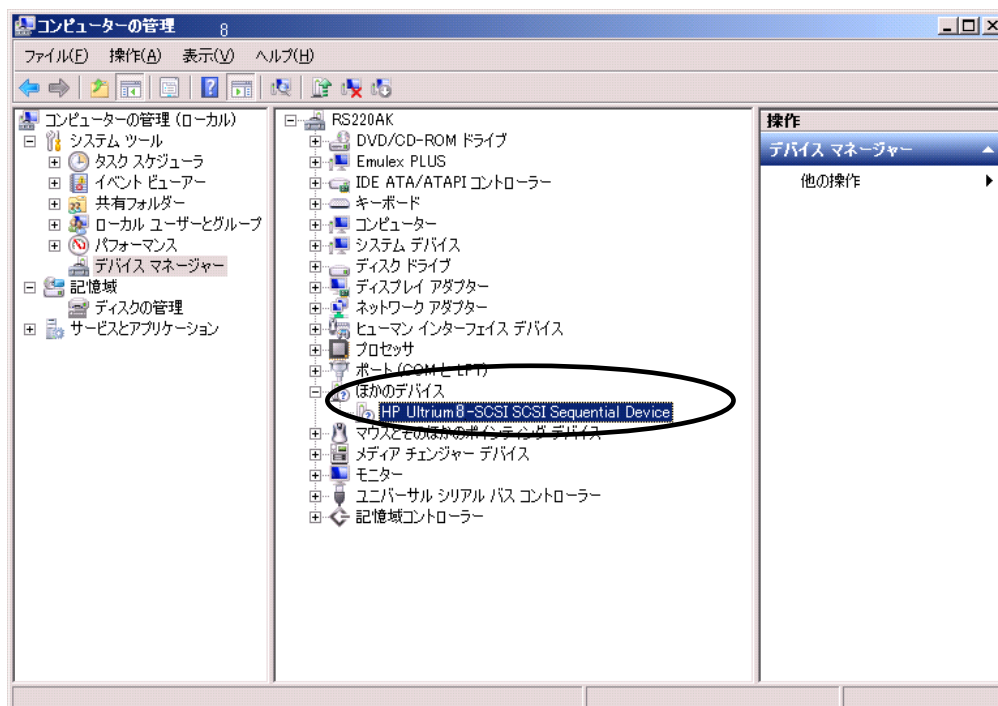 コンピューターの管理 8
ファイル(F) 操作(A) 表示(V) ヘルプ(H)
コンピューターの管理 (ローカル)
システム ツール
タスク スケジューラ
イベント ビューアー
共有フォルダー
ローカル ユーザーとグループ
パフォーマンス
デバイス マネージャー
記憶域
ディスクの管理
サービスとアプリケーション
RS220AK
DVD/CD-ROM ドライブ
Emulex PLUS
IDE ATA/ATAPI コントローラー
キーボード
コンピューター
システム デバイス
ディスク ドライブ
ディスプレイ アダプター
ネットワーク アダプター
ヒューマン インターフェイス デバイス
プロセッサ
ポート (COM と LPT)
ほかのデバイス
HP Ultrium 8-SCSI SCSI Sequential Device
マウスとそのほかのポインティング デバイス
メディア チェンジャー デバイス
モニター
ユニバーサル シリアル バス コントローラー
記憶域コントローラー
操作
デバイス マネージャー
他の操作